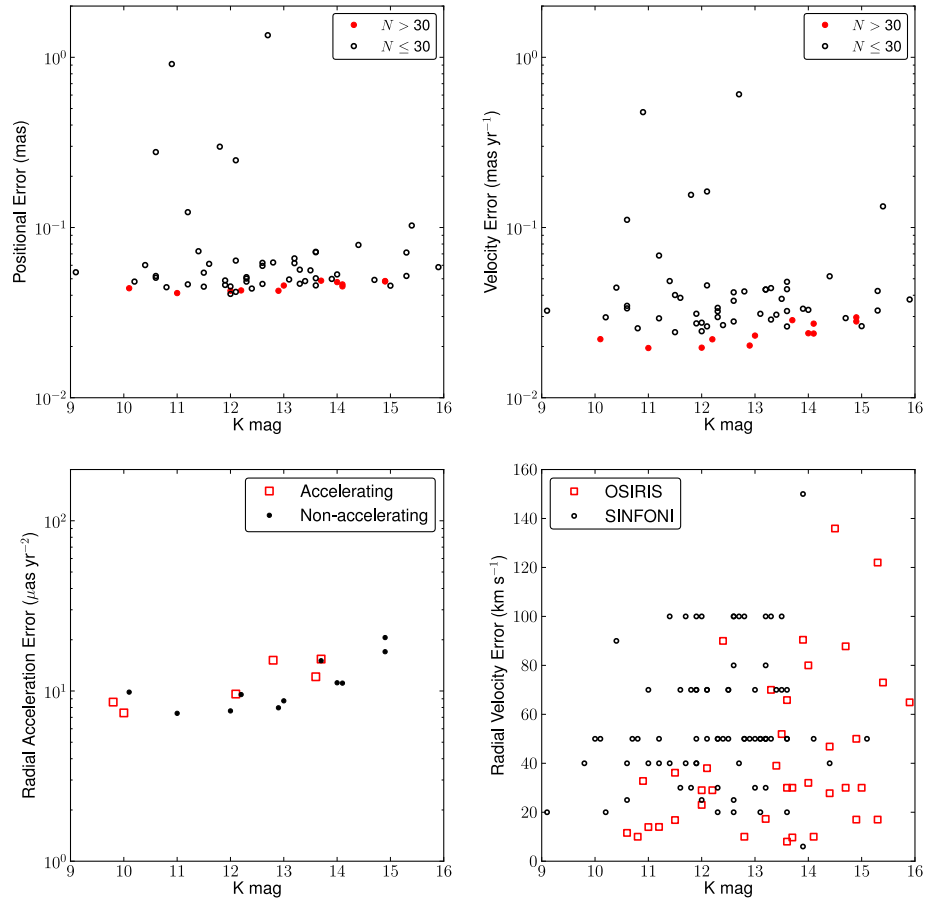 N > 30
N ≤ 30
10⁰
10⁻¹
10⁻²
Positional Error (mas)
9 10 11 12 13 14 15 16
K mag
N > 30
N ≤ 30
10⁰
10⁻¹
10⁻²
Velocity Error (mas yr⁻¹)
9 10 11 12 13 14 15 16
K mag
Accelerating
Non-accelerating
10²
10¹
10⁰
Radial Acceleration Error (μas yr⁻²)
9 10 11 12 13 14 15 16
K mag
OSIRIS
SINFONI
160
140
120
100
80
60
40
20
0
Radial Velocity Error (km s⁻¹)
9 10 11 12 13 14 15 16
K mag